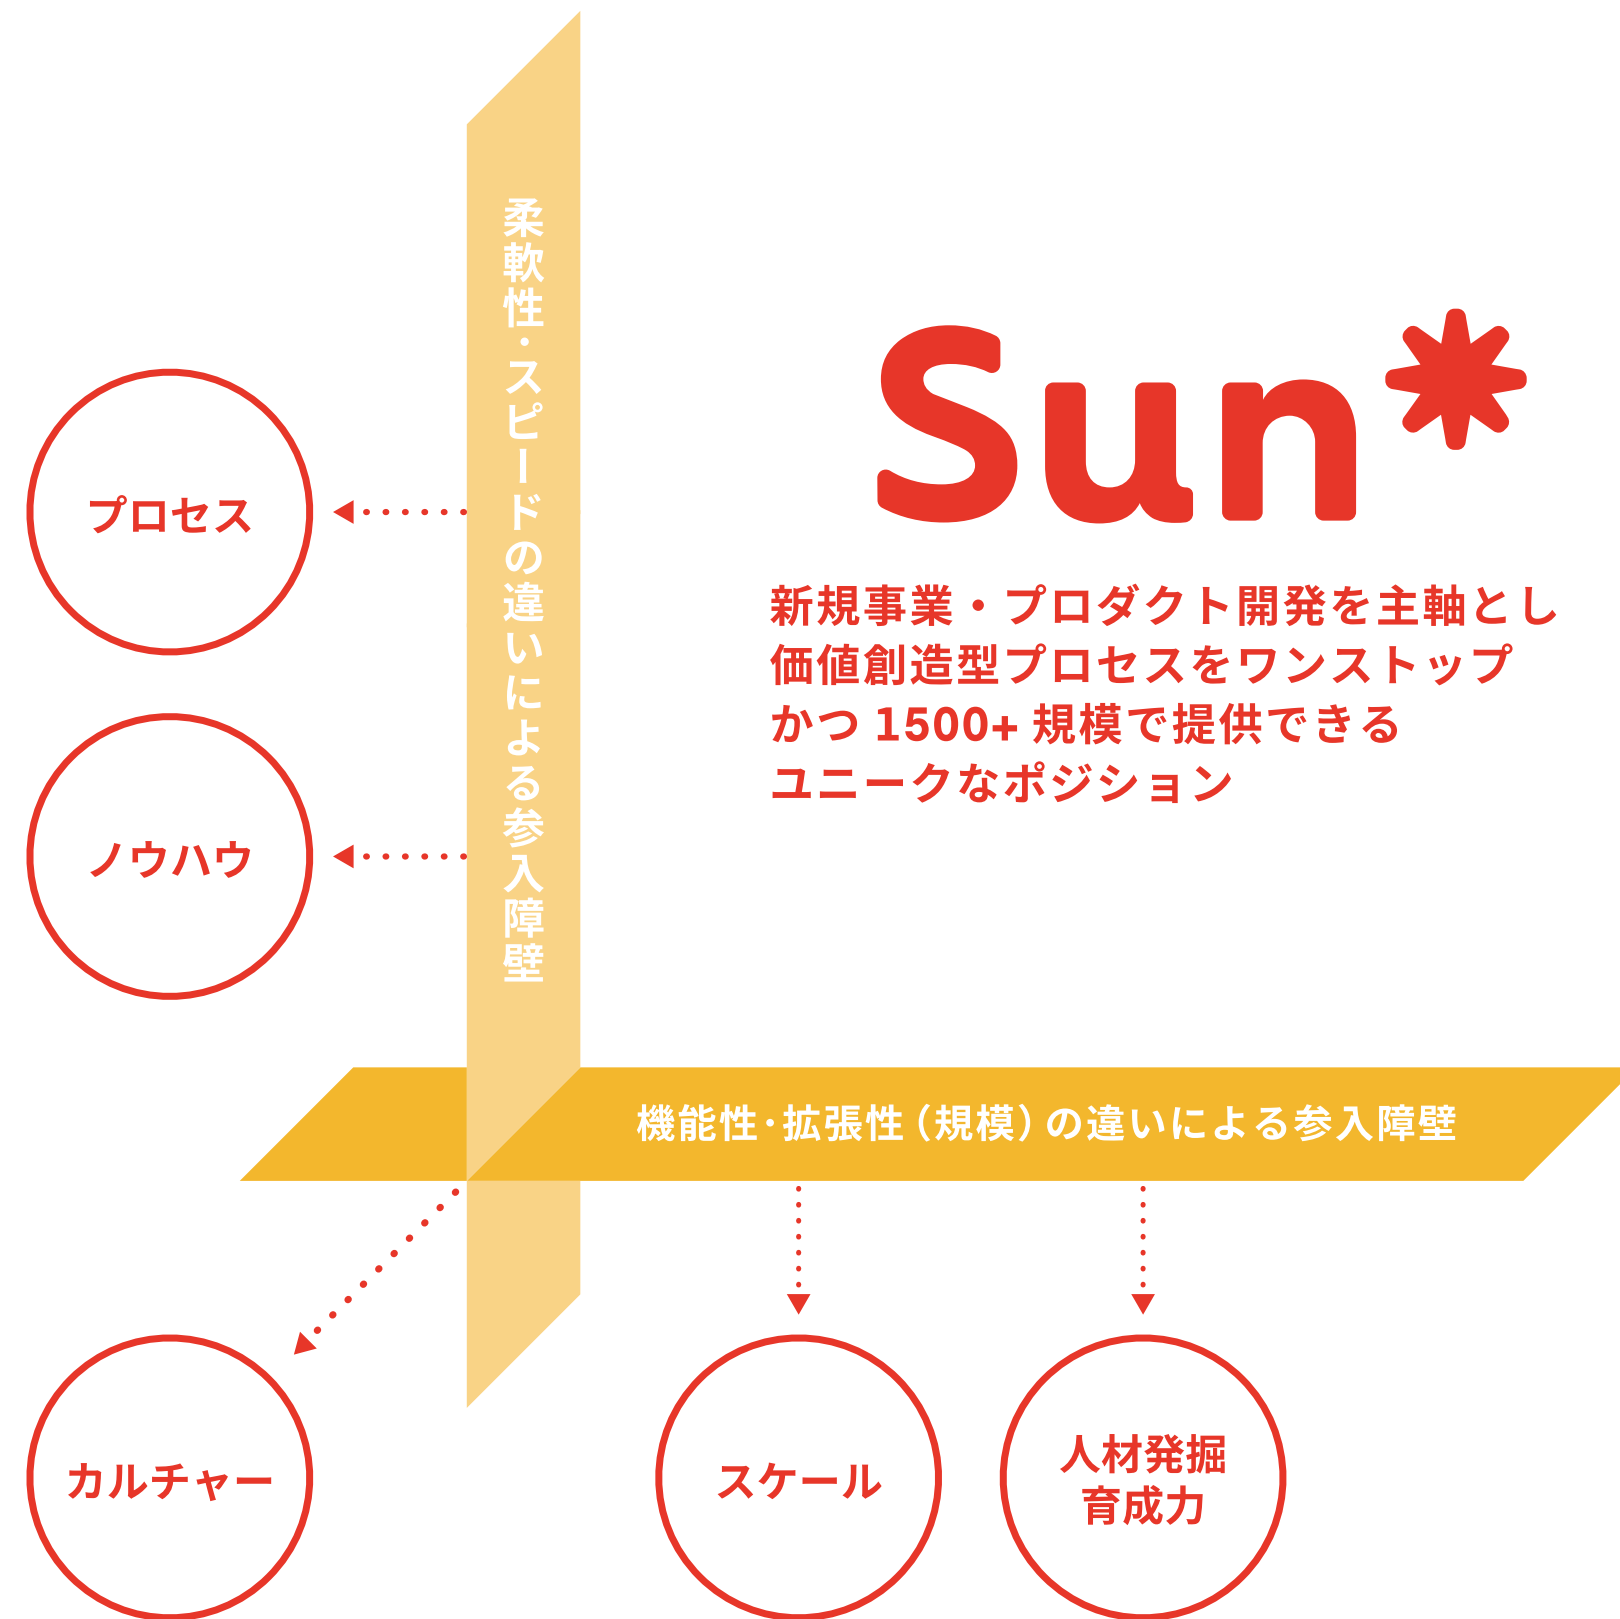 柔軟性・スピードの違いによる参入障壁
Sun*
新規事業・プロダクト開発を主軸とし
価値創造型プロセスをワンストップ
かつ 1500+ 規模で提供できる
ユニークなポジション
プロセス
ノウハウ
機能性・拡張性（規模）の違いによる参入障壁
カルチャー
スケール
人材発掘
育成力